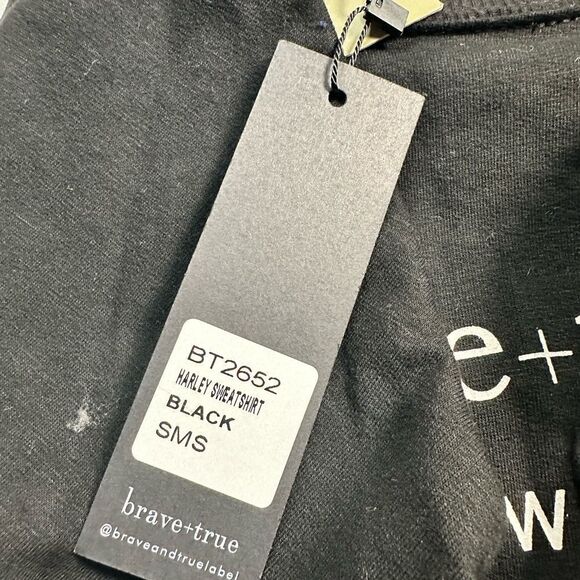 BT2652
HARLEY SWEATSHIRT
BLACK
SMS
brave+true
@braveandtruelabel
e+
w